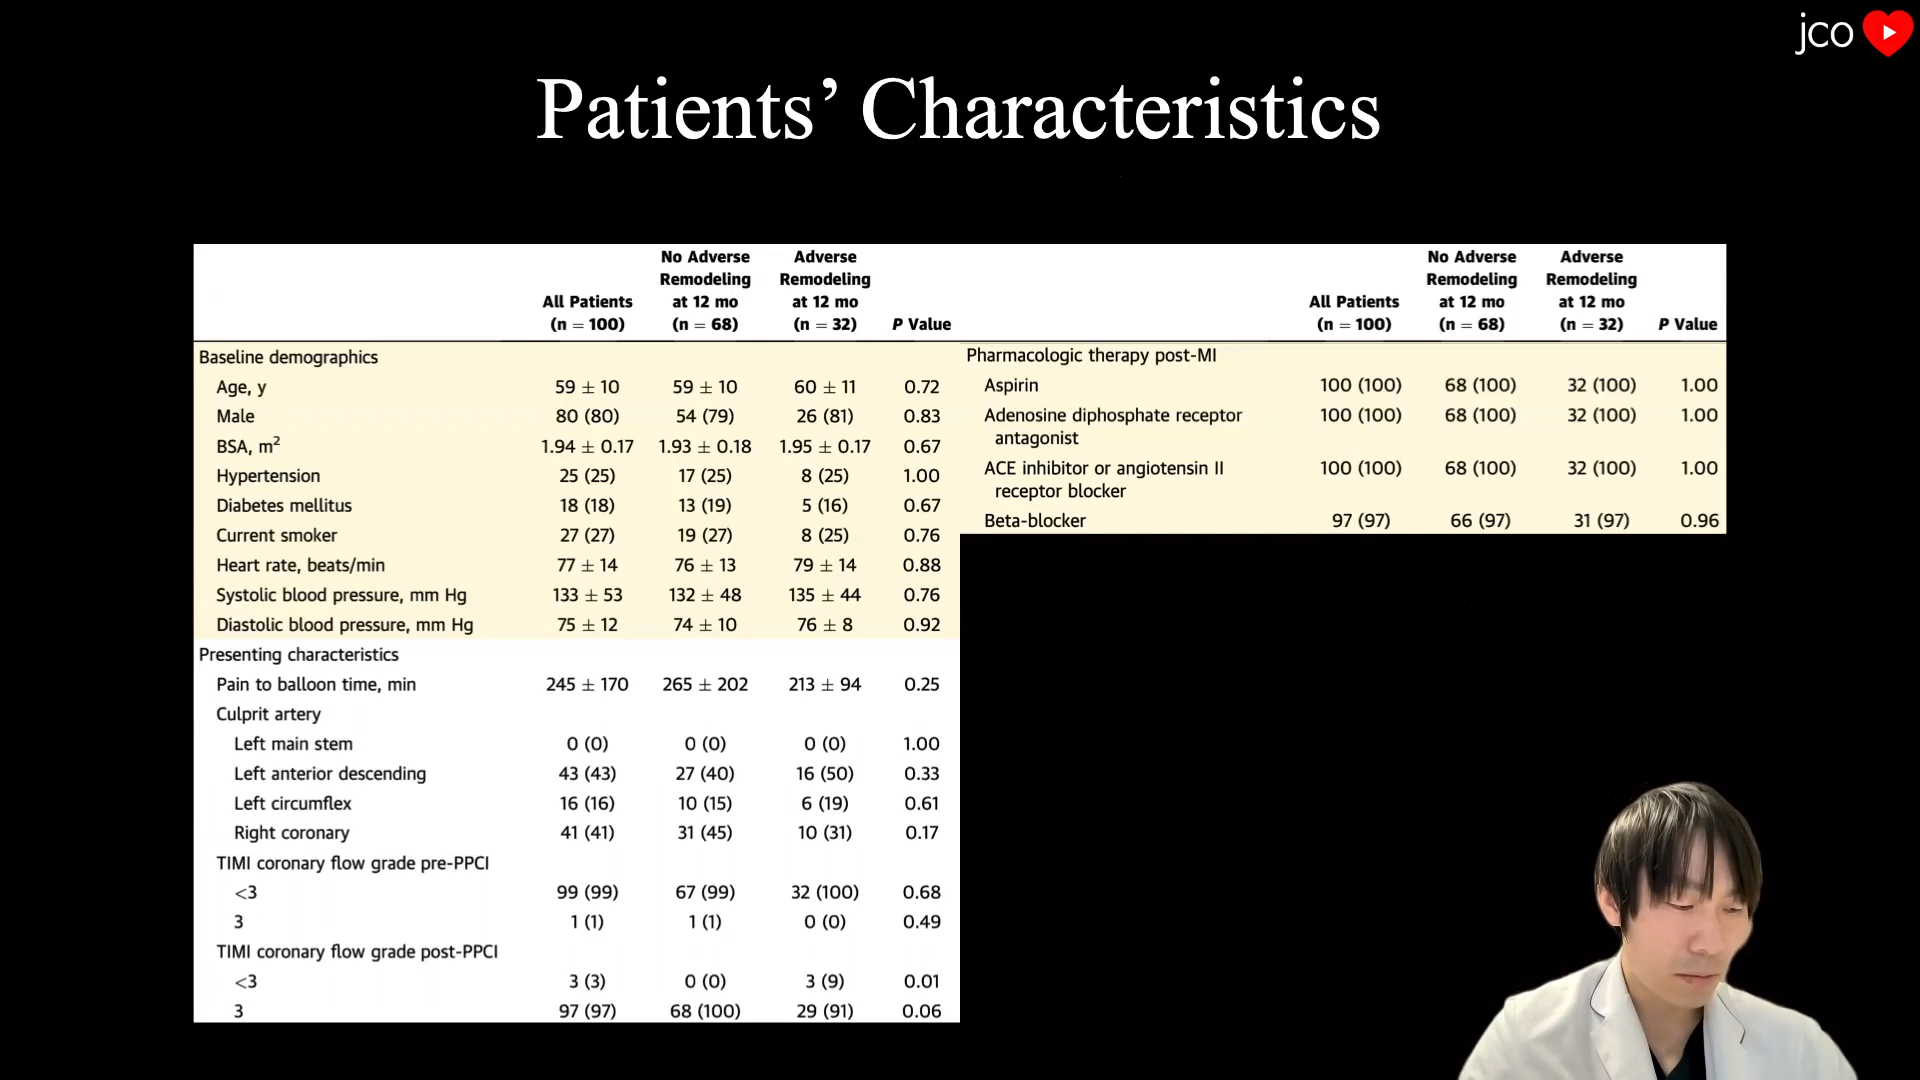 jco
Patients’ Characteristics
All Patients (n = 100) No Adverse Remodeling at 12 mo (n = 68) Adverse Remodeling at 12 mo (n = 32) P Value
Baseline demographics
Age, y 59 ± 10 59 ± 10 60 ± 11 0.72
Male 80 (80) 54 (79) 26 (81) 0.83
BSA, m² 1.94 ± 0.17 1.93 ± 0.18 1.95 ± 0.17 0.67
Hypertension 25 (25) 17 (25) 8 (25) 1.00
Diabetes mellitus 18 (18) 13 (19) 5 (16) 0.67
Current smoker 27 (27) 19 (27) 8 (25) 0.76
Heart rate, beats/min 77 ± 14 76 ± 13 79 ± 14 0.88
Systolic blood pressure, mm Hg 133 ± 53 132 ± 48 135 ± 44 0.76
Diastolic blood pressure, mm Hg 75 ± 12 74 ± 10 76 ± 8 0.92
Presenting characteristics
Pain to balloon time, min 245 ± 170 265 ± 202 213 ± 94 0.25
Culprit artery
Left main stem 0 (0) 0 (0) 0 (0) 1.00
Left anterior descending 43 (43) 27 (40) 16 (50) 0.33
Left circumflex 16 (16) 10 (15) 6 (19) 0.61
Right coronary 41 (41) 31 (45) 10 (31) 0.17
TIMI coronary flow grade pre-PPCI
<3 99 (99) 67 (99) 32 (100) 0.68
3 1 (1) 1 (1) 0 (0) 0.49
TIMI coronary flow grade post-PPCI
<3 3 (3) 0 (0) 3 (9) 0.01
3 97 (97) 68 (100) 29 (91) 0.06
All Patients (n = 100) No Adverse Remodeling at 12 mo (n = 68) Adverse Remodeling at 12 mo (n = 32) P Value
Pharmacologic therapy post-MI
Aspirin 100 (100) 68 (100) 32 (100) 1.00
Adenosine diphosphate receptor 100 (100) 68 (100) 32 (100) 1.00
antagonist
ACE inhibitor or angiotensin II 100 (100) 68 (100) 32 (100) 1.00
receptor blocker
Beta-blocker 97 (97) 66 (97) 31 (97) 0.96